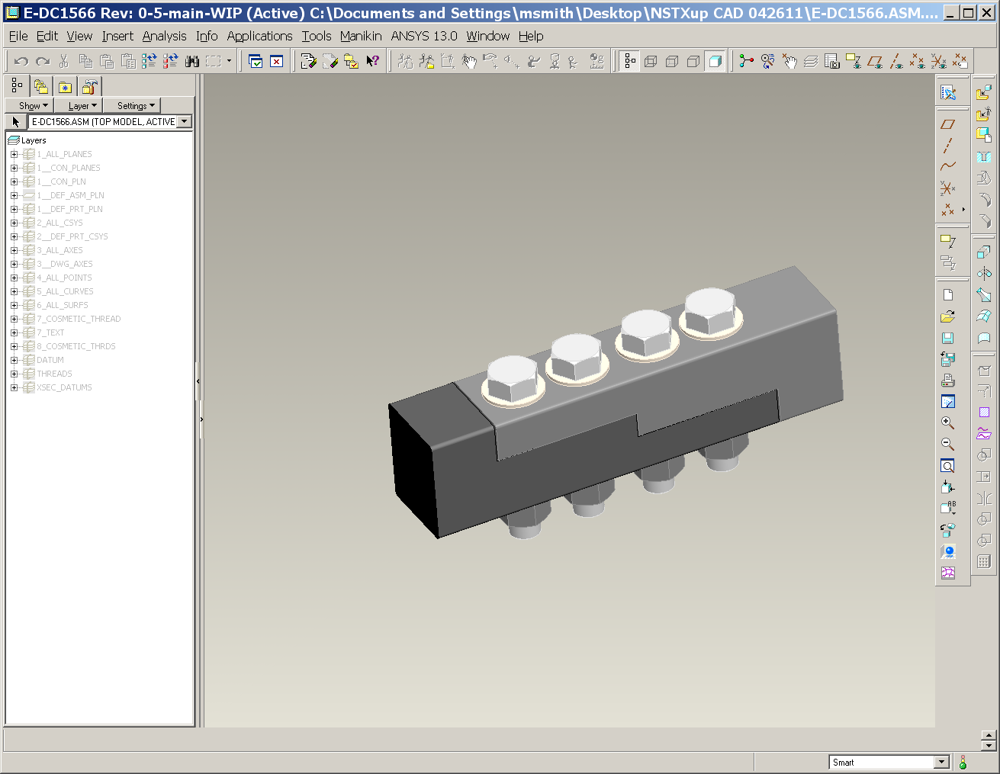 E-DC1566 Rev: 0-5-main-WIP (Active) C:\Documents and Settings\msmith\Desktop\NSTXup CAD 042611\E-DC1566.ASM....
File Edit View Insert Analysis Info Applications Tools Manikin ANSYS 13.0 Window Help
Show Layer Settings
E-DC1566.ASM (TOP MODEL, ACTIVE
Layers
1_ALL_PLANES
1__CON_PLANES
1__CON_PLN
1__DEF_ASM_PLN
1__DEF_PRT_PLN
2_ALL_CSYS
2__DEF_PRT_CSYS
3_ALL_AXES
3__DWG_AXES
4_ALL_POINTS
5_ALL_CURVES
6_ALL_SURFS
7_COSMETIC_THREAD
7_TEXT
8_COSMETIC_THRDS
DATUM
THREADS
XSEC_DATUMS
AB
Smart